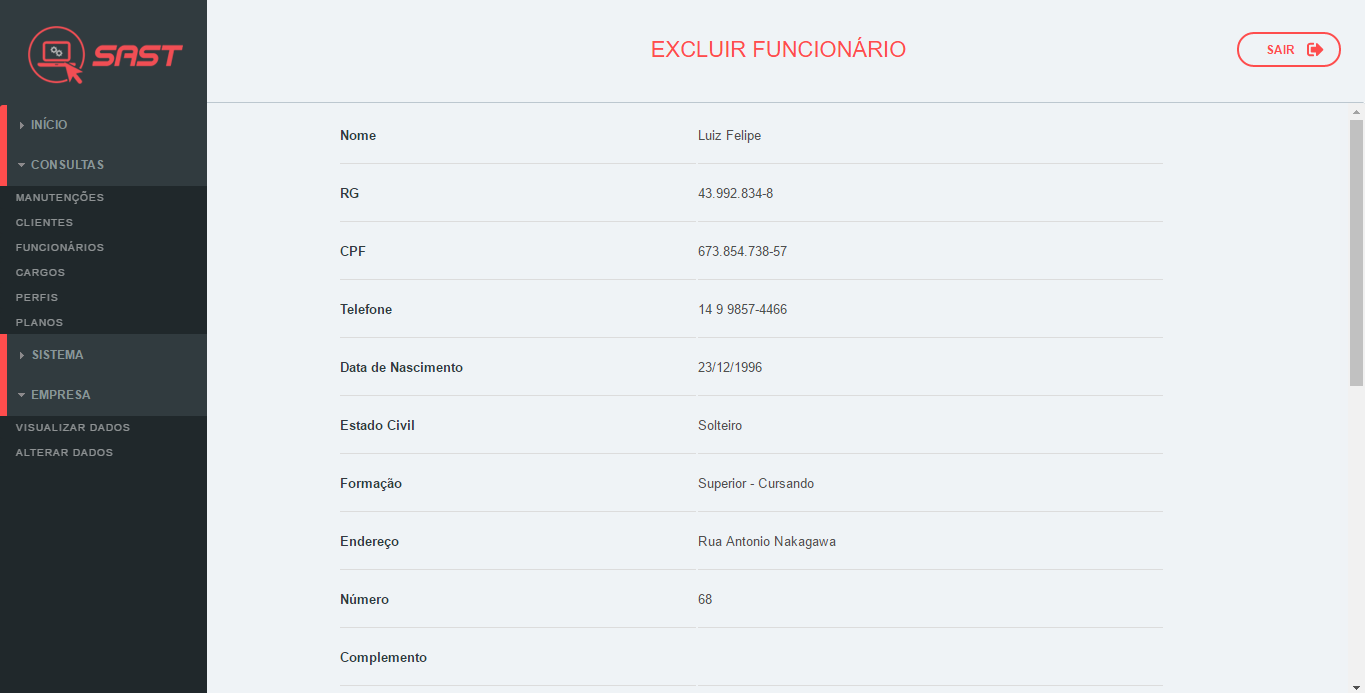 SAST
EXCLUIR FUNCIONÁRIO
SAIR
INÍCIO
CONSULTAS
MANUTENÇÕES
CLIENTES
FUNCIONÁRIOS
CARGOS
PERFIS
PLANOS
SISTEMA
EMPRESA
VISUALIZAR DADOS
ALTERAR DADOS
Nome Luiz Felipe
RG 43.992.834-8
CPF 673.854.738-57
Telefone 14 9 9857-4466
Data de Nascimento 23/12/1996
Estado Civil Solteiro
Formação Superior - Cursando
Endereço Rua Antonio Nakagawa
Número 68
Complemento